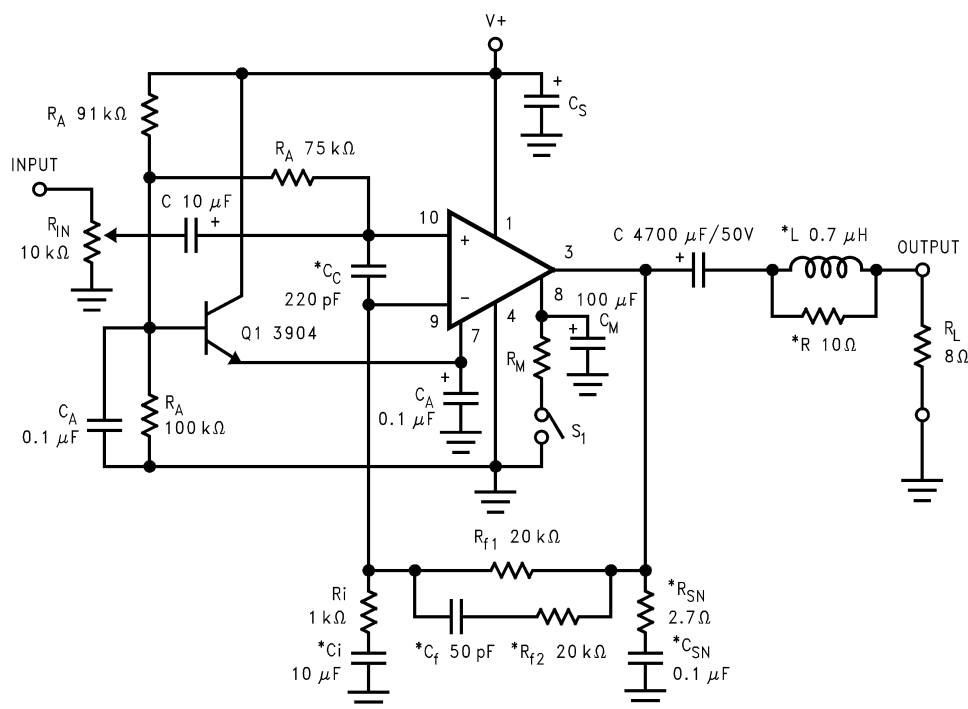 V+
+
C_S
R_A 91 kΩ
R_A 75 kΩ
INPUT
C 10 μF
+
R_IN
10 kΩ
10
+
1
*C_C
220 pF
−
9
7
4
3
8
100 μF
+
C_M
R_M
S_1
C 4700 μF/50V
+
*L 0.7 μH
*R 10Ω
OUTPUT
R_L
8Ω
Q1 3904
+
C_A
0.1 μF
C_A
0.1 μF
R_A
100 kΩ
R_f1 20 kΩ
Ri
1 kΩ
*Ci
10 μF
*C_f 50 pF
*R_f2 20 kΩ
*R_SN
2.7Ω
*C_SN
0.1 μF